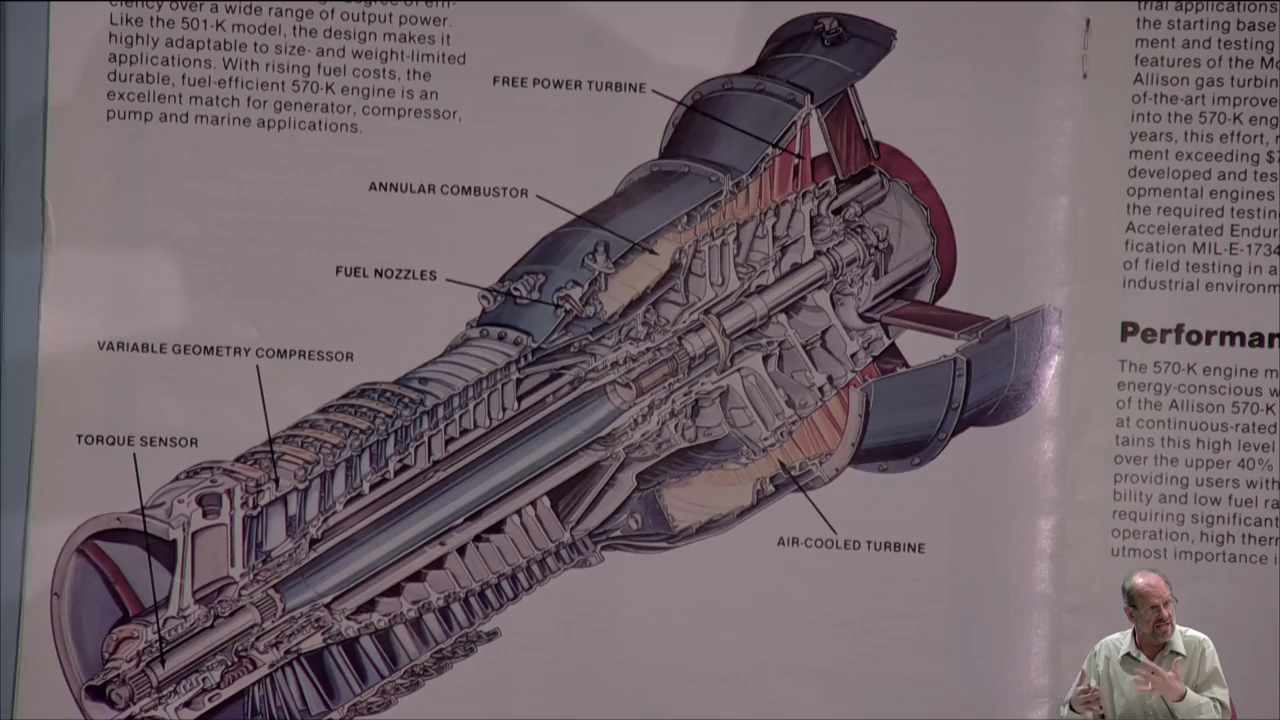 ciency over a wide range of output power.
Like the 501-K model, the design makes it
highly adaptable to size- and weight-limited
applications. With rising fuel costs, the
durable, fuel-efficient 570-K engine is an
excellent match for generator, compressor,
pump and marine applications.
FREE POWER TURBINE
ANNULAR COMBUSTOR
FUEL NOZZLES
VARIABLE GEOMETRY COMPRESSOR
TORQUE SENSOR
AIR-COOLED TURBINE
trial applications
the starting base
ment and testing
features of the Mo
Allison gas turbin
of-the-art improve
into the 570-K eng
years, this effort,
ment exceeding
developed and tes
opmental engines
the required testin
Accelerated Endur
fication MIL-E-1734
of field testing in a
industrial environm
Performan
The 570-K engine m
energy-conscious w
of the Allison 570-K
at continuous-rated
tains this high level
over the upper 40%
providing users with
bility and low fuel ra
requiring significant
operation, high therm
utmost importance i